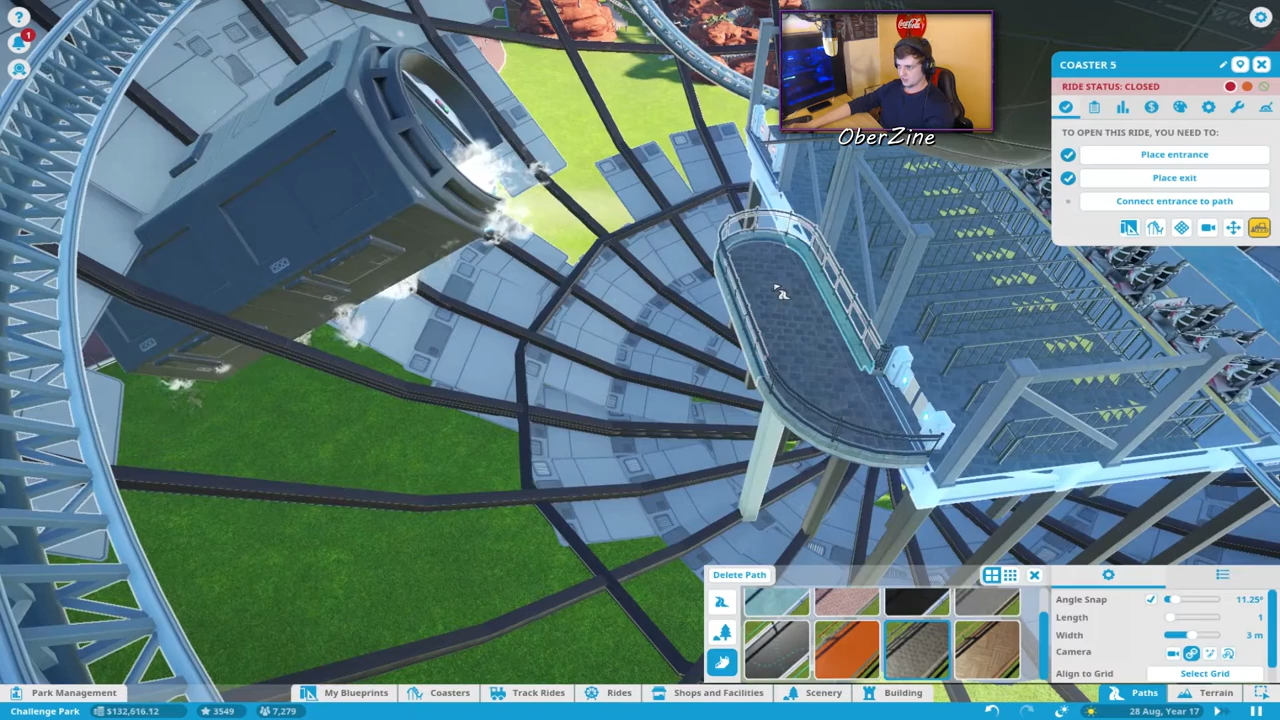 ?
1
Coca-Cola
OberZine
COASTER 5
RIDE STATUS: CLOSED
TO OPEN THIS RIDE, YOU NEED TO:
Place entrance
Place exit
Connect entrance to path
Delete Path
Angle Snap
11.25°
Length
1
Width
3 m
Camera
Align to Grid
Select Grid
Park Management
My Blueprints
Coasters
Track Rides
Rides
Shops and Facilities
Scenery
Building
Paths
Terrain
Challenge Park
$132,616.12
3549
7,279
28 Aug, Year 17